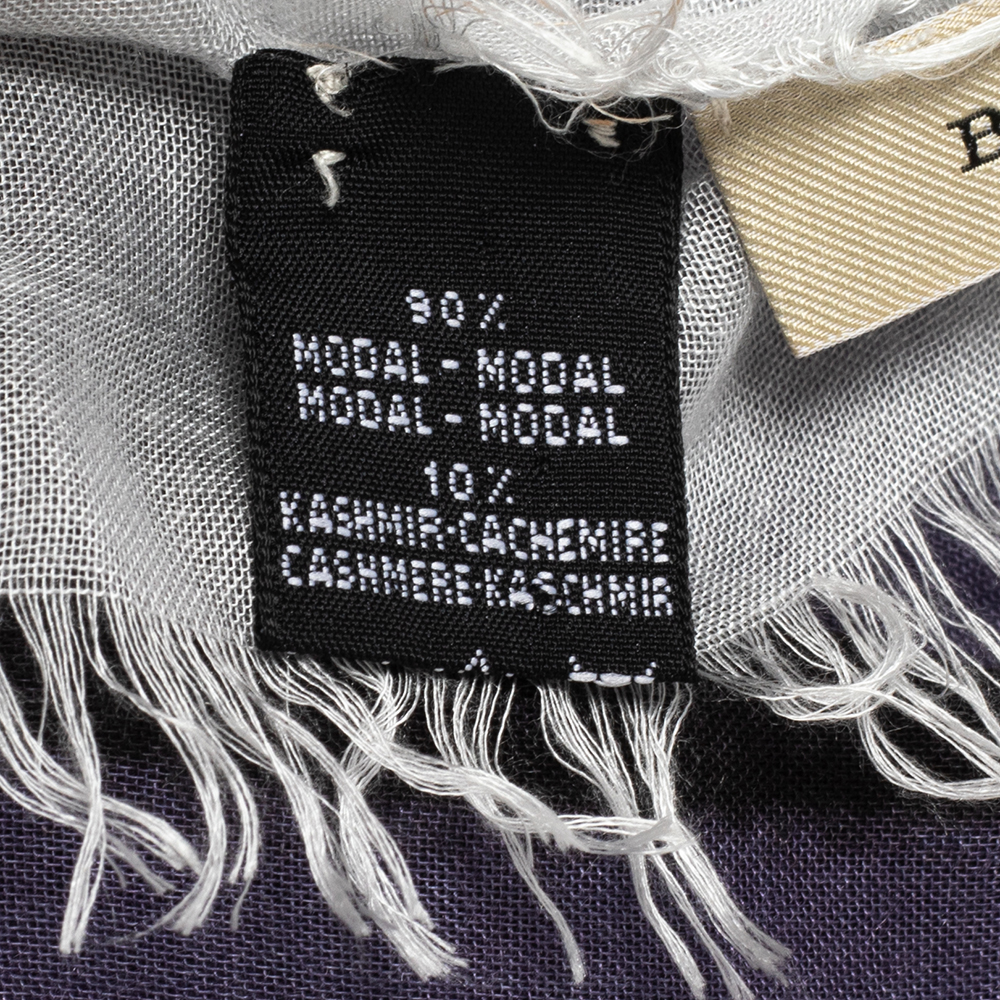 90%
MODAL - MODAL
MODAL - MODAL
10%
KASHMIR-CACHEMIRE
CASHMERE-KASCHMIR
B